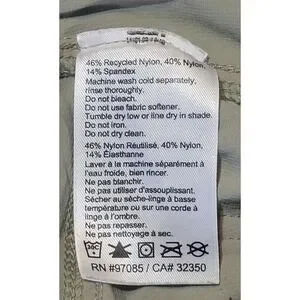 46% Recycled Nylon, 40% Nylon,
14% Spandex
Machine wash cold separately,
rinse thoroughly.
Do not bleach.
Do not use fabric softener.
Tumble dry low or line dry in shade.
Do not iron.
Do not dry clean.
46% Nylon Réutilisé, 40% Nylon,
14% Élasthanne
Laver à la machine séparément à
l'eau froide, bien rincer.
Ne pas blanchir.
Ne pas utiliser d'assouplissant.
Sécher au sèche-linge à basse
température ou sur une corde à
linge à l'ombre.
Ne pas repasser.
Ne pas nettoyage à sec.
RN #97085 / CA# 32350